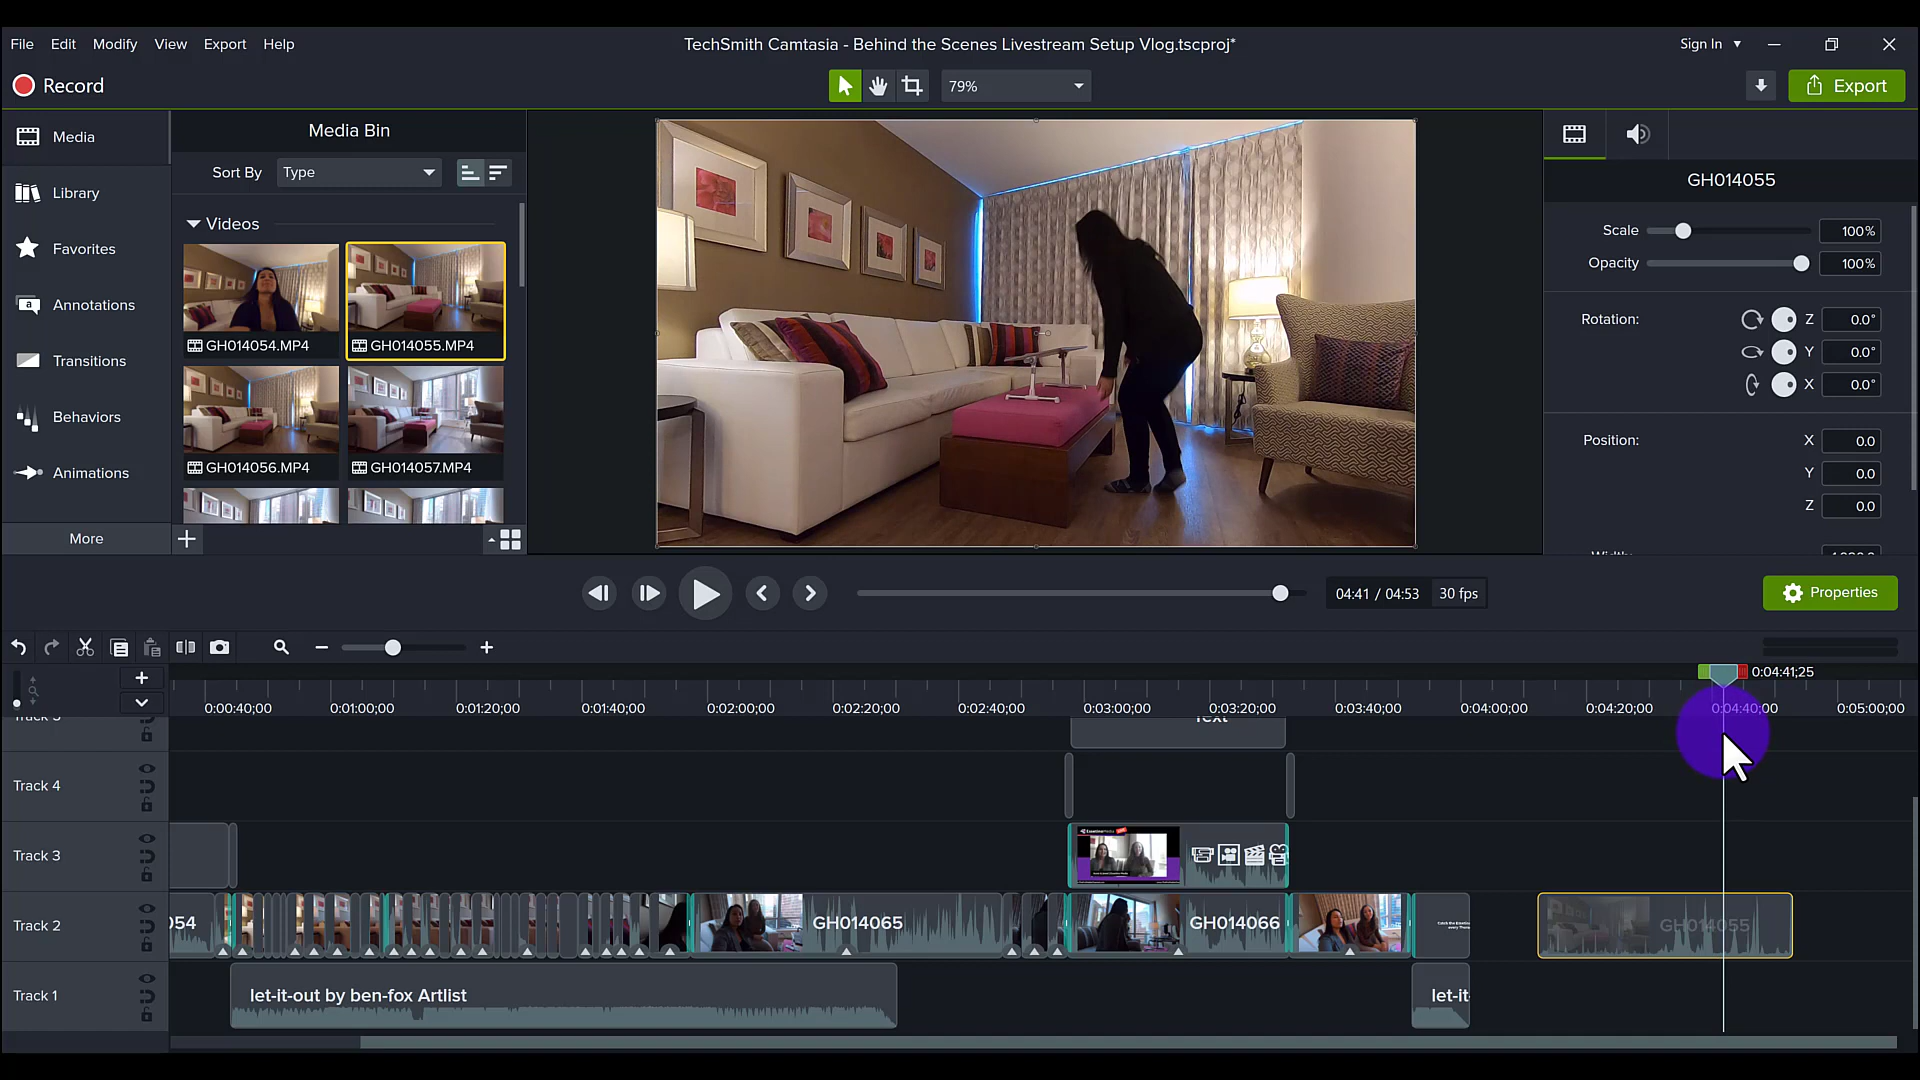 File Edit Modify View Export Help
TechSmith Camtasia - Behind the Scenes Livestream Setup Vlog.tscproj*
Sign In
Record
79%
Export
Media
Library
Favorites
Annotations
Transitions
Behaviors
Animations
More
Media Bin
Sort By Type
Videos
GH014054.MP4 GH014055.MP4
GH014056.MP4 GH014057.MP4
GH014055
Scale 100%
Opacity 100%
Rotation: Z 0.0°
Y 0.0°
X 0.0°
Position: X 0.0
Y 0.0
Z 0.0
04:41 / 04:53 30 fps
Properties
0:04:41;25
0:00:40;00 0:01:00;00 0:01:20;00 0:01:40;00 0:02:00;00 0:02:20;00 0:02:40;00 0:03:00;00 0:03:20;00 0:03:40;00 0:04:00;00 0:04:20;00 0:04:40;00 0:05:00;00
Text
Track 4
Track 3
Track 2
054 GH014065 GH014066 GH014055
Track 1
let-it-out by ben-fox Artlist let-it